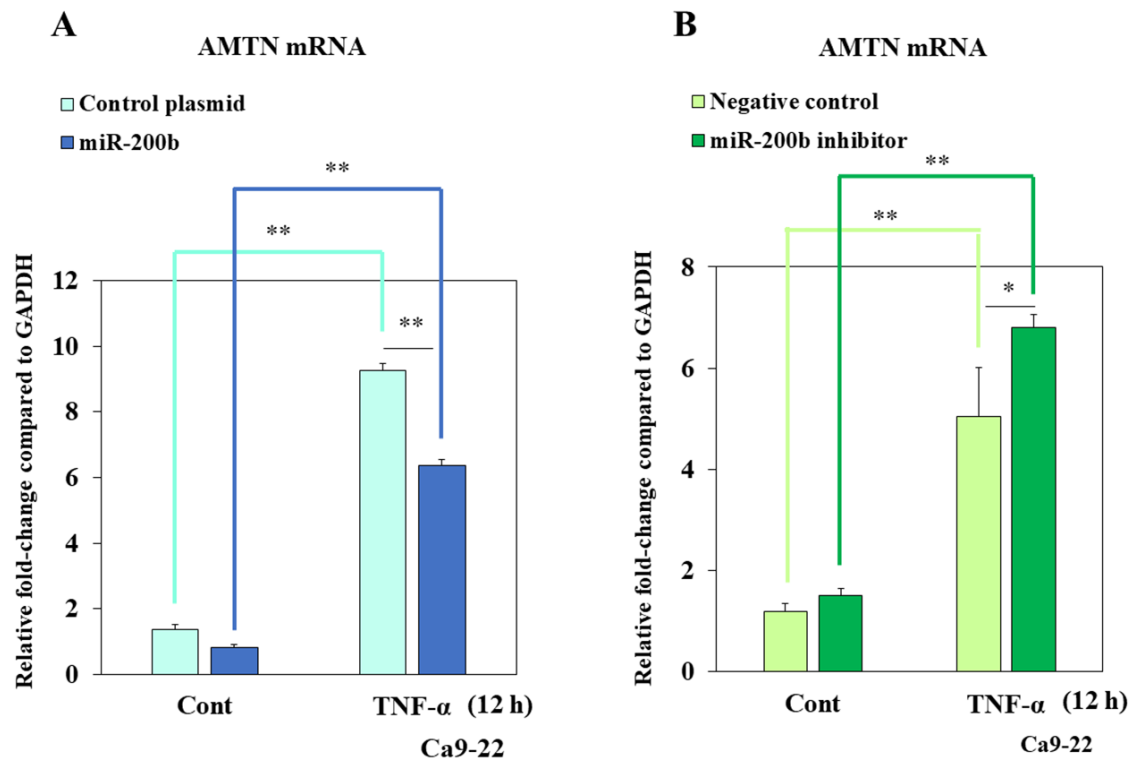 A
AMTN mRNA
Control plasmid
miR-200b
**
**
**
Relative fold-change compared to GAPDH
12
10
8
6
4
2
0
Cont
TNF-α (12 h)
Ca9-22
B
AMTN mRNA
Negative control
miR-200b inhibitor
**
**
*
Relative fold-change compared to GAPDH
8
6
4
2
0
Cont
TNF-α (12 h)
Ca9-22